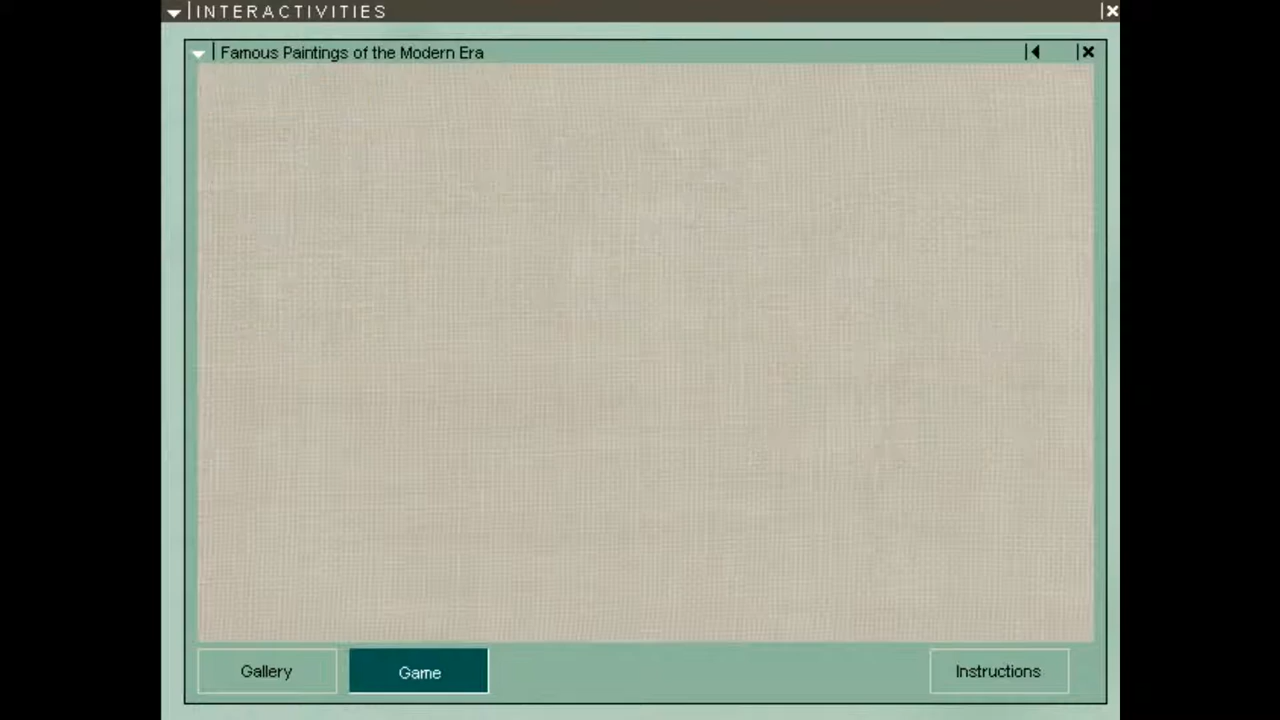 INTERACTIVITIES
Famous Paintings of the Modern Era
Gallery
Game
Instructions